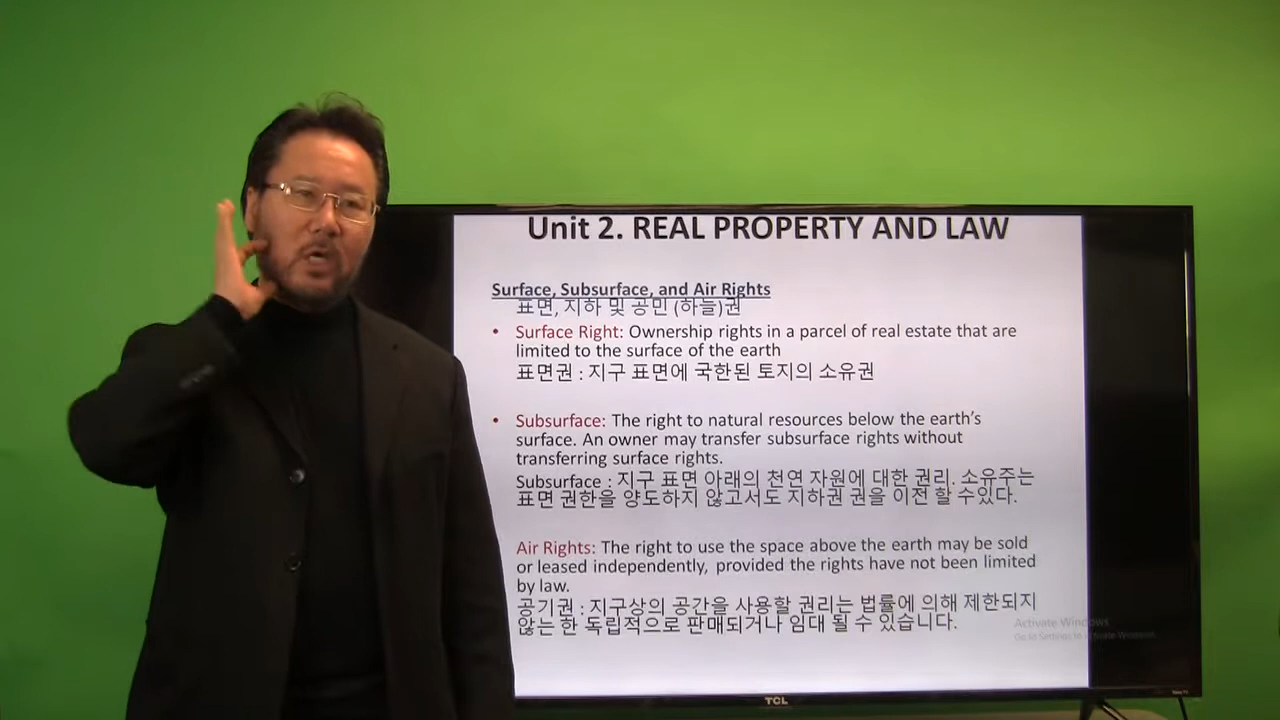 Unit 2. REAL PROPERTY AND LAW
Surface, Subsurface, and Air Rights
표면, 지하 및 공민 (하늘)권
• Surface Right: Ownership rights in a parcel of real estate that are
limited to the surface of the earth
표면권 : 지구 표면에 국한된 토지의 소유권
• Subsurface: The right to natural resources below the earth's
surface. An owner may transfer subsurface rights without
transferring surface rights.
Subsurface : 지구 표면 아래의 천연 자원에 대한 권리. 소유주는
표면 권한을 양도하지 않고서도 지하권 권을 이전 할 수있다.
Air Rights: The right to use the space above the earth may be sold
or leased independently, provided the rights have not been limited
by law.
공기권 : 지구상의 공간을 사용할 권리는 법률에 의해 제한되지
않는 한 독립적으로 판매되거나 임대 될 수 있습니다.
Activate Windows
Go to Settings to activate Windows.
TCL